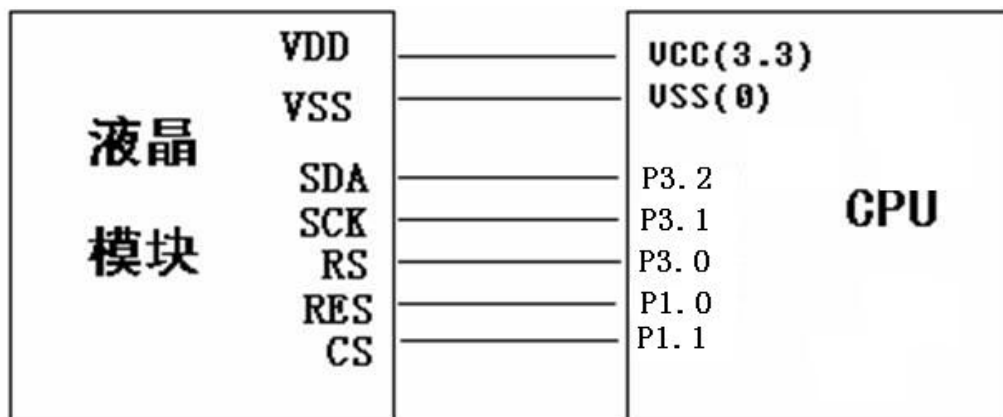 液晶
模块
VDD
VSS
SDA
SCK
RS
RES
CS
VCC(3.3)
VSS(0)
P3.2
P3.1
P3.0
P1.0
P1.1
CPU